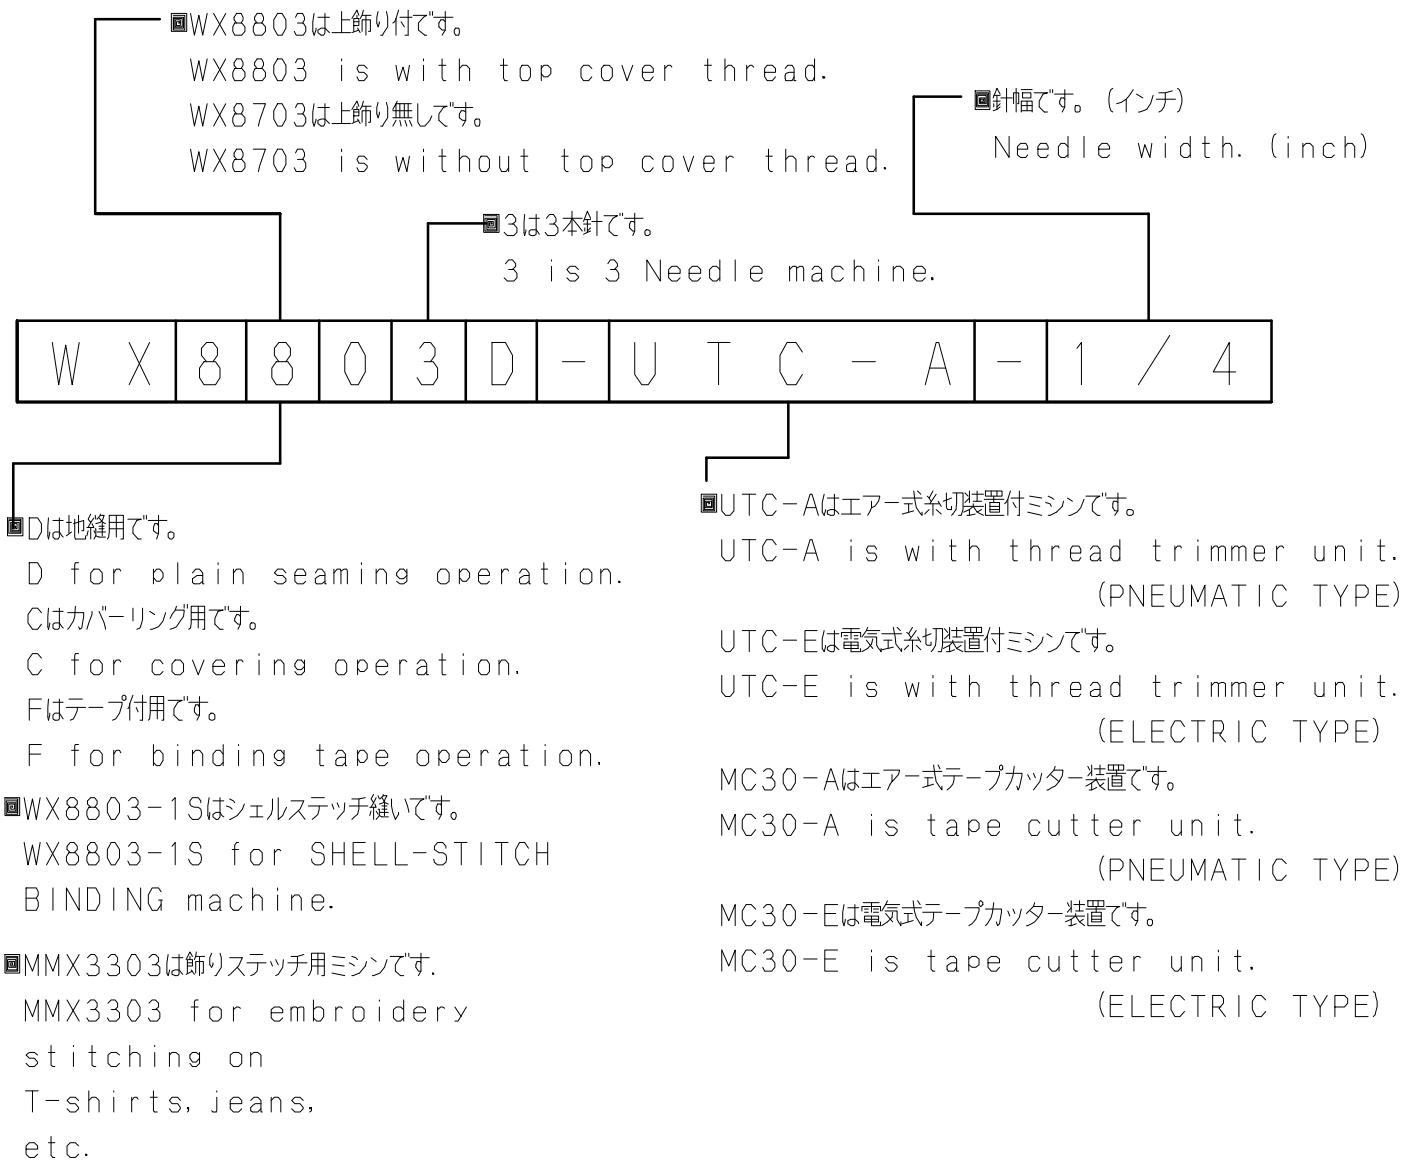 WX8803は上飾り付です。
WX8803 is with top cover thread.
WX8703は上飾り無しです。
WX8703 is without top cover thread.
針幅です。（インチ）
Needle width. (inch)
3は3本針です。
3 is 3 Needle machine.
WX8803D-UTC-A-1/4
Dは地縫用です。
D for plain seaming operation.
Cはカバーリング用です。
C for covering operation.
Fはテープ付用です。
F for binding tape operation.
WX8803-1Sはシェルステッチ縫いです。
WX8803-1S for SHELL-STITCH
BINDING machine.
MMX3303は飾りステッチ用ミシンです.
MMX3303 for embroidery
stitching on
T-shirts, jeans,
etc.
UTC-Aはエアー式糸切装置付ミシンです。
UTC-A is with thread trimmer unit.
(PNEUMATIC TYPE)
UTC-Eは電気式糸切装置付ミシンです。
UTC-E is with thread trimmer unit.
(ELECTRIC TYPE)
MC30-Aはエアー式テープカッター装置です。
MC30-A is tape cutter unit.
(PNEUMATIC TYPE)
MC30-Eは電気式テープカッター装置です。
MC30-E is tape cutter unit.
(ELECTRIC TYPE)